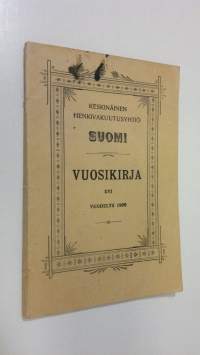 KESKINÄINEN
HENKIVAKUUTUSYHTIÖ
SUOMI
VUOSIKIRJA
XVI
VUODELTA 1906